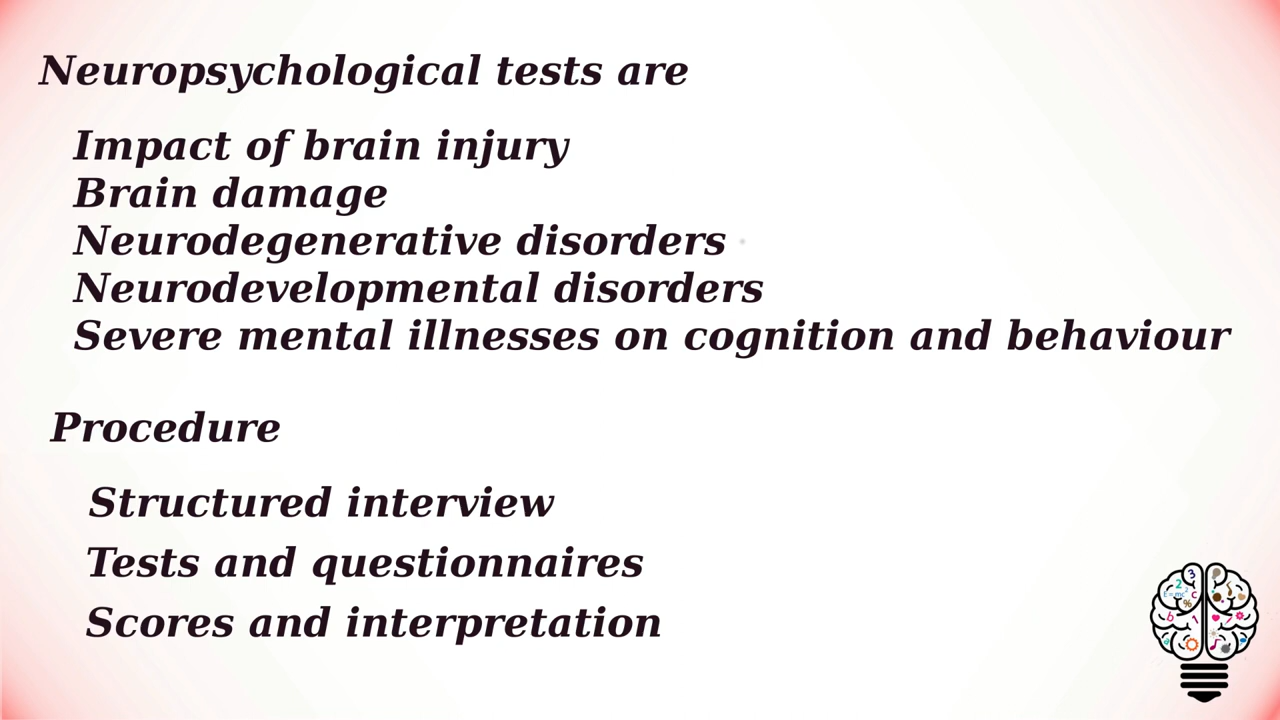 Neuropsychological tests are
Impact of brain injury
Brain damage
Neurodegenerative disorders
Neurodevelopmental disorders
Severe mental illnesses on cognition and behaviour
Procedure
Structured interview
Tests and questionnaires
Scores and interpretation